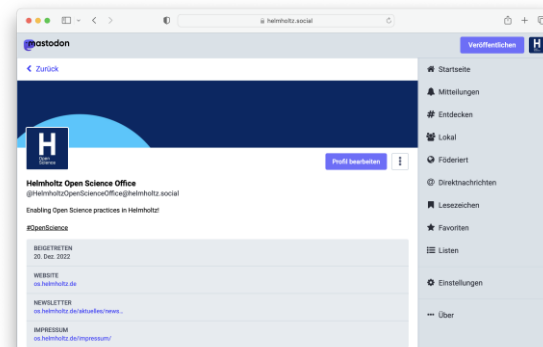 helmholtz.social
mastodon
Veröffentlichen
H
Zurück
H
Open
Science
Profil bearbeiten
Helmholtz Open Science Office
@HelmholtzOpenScienceOffice@helmholtz.social
Enabling Open Science practices in Helmholtz!
#OpenScience
BEIGETRETEN
20. Dez. 2022
WEBSITE
os.helmholtz.de
NEWSLETTER
os.helmholtz.de/aktuelles/news…
IMPRESSUM
os.helmholtz.de/impressum/
Startseite
Mitteilungen
# Entdecken
Lokal
Föderiert
@ Direktnachrichten
Lesezeichen
Favoriten
Listen
Einstellungen
Über